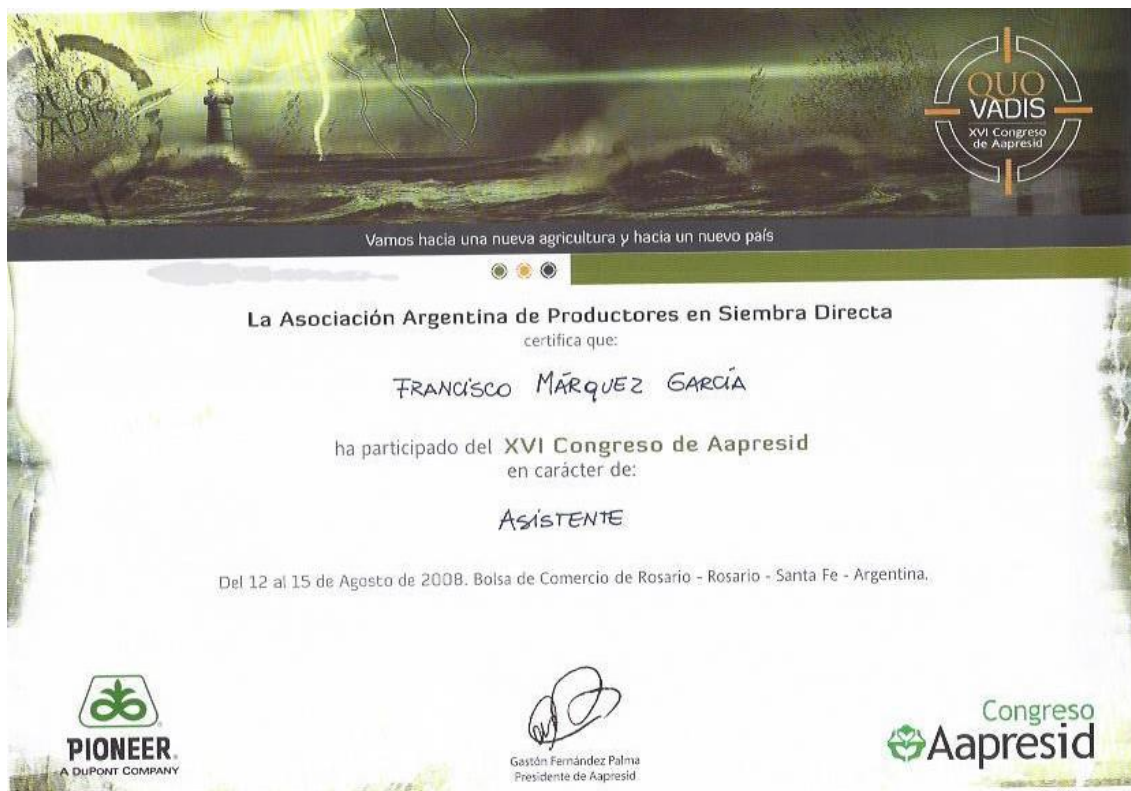 QUO
VADIS
QUO
VADIS
XVI Congreso
de Aapresid
Vamos hacia una nueva agricultura y hacia un nuevo país
La Asociación Argentina de Productores en Siembra Directa
certifica que:
FRANCISCO MÁRQUEZ GARCÍA
ha participado del XVI Congreso de Aapresid
en carácter de:
ASISTENTE
Del 12 al 15 de Agosto de 2008. Bolsa de Comercio de Rosario - Rosario - Santa Fe - Argentina.
PIONEER.
A DUPONT COMPANY
Gastón Fernández Palma
Presidente de Aapresid
Congreso
Aapresid